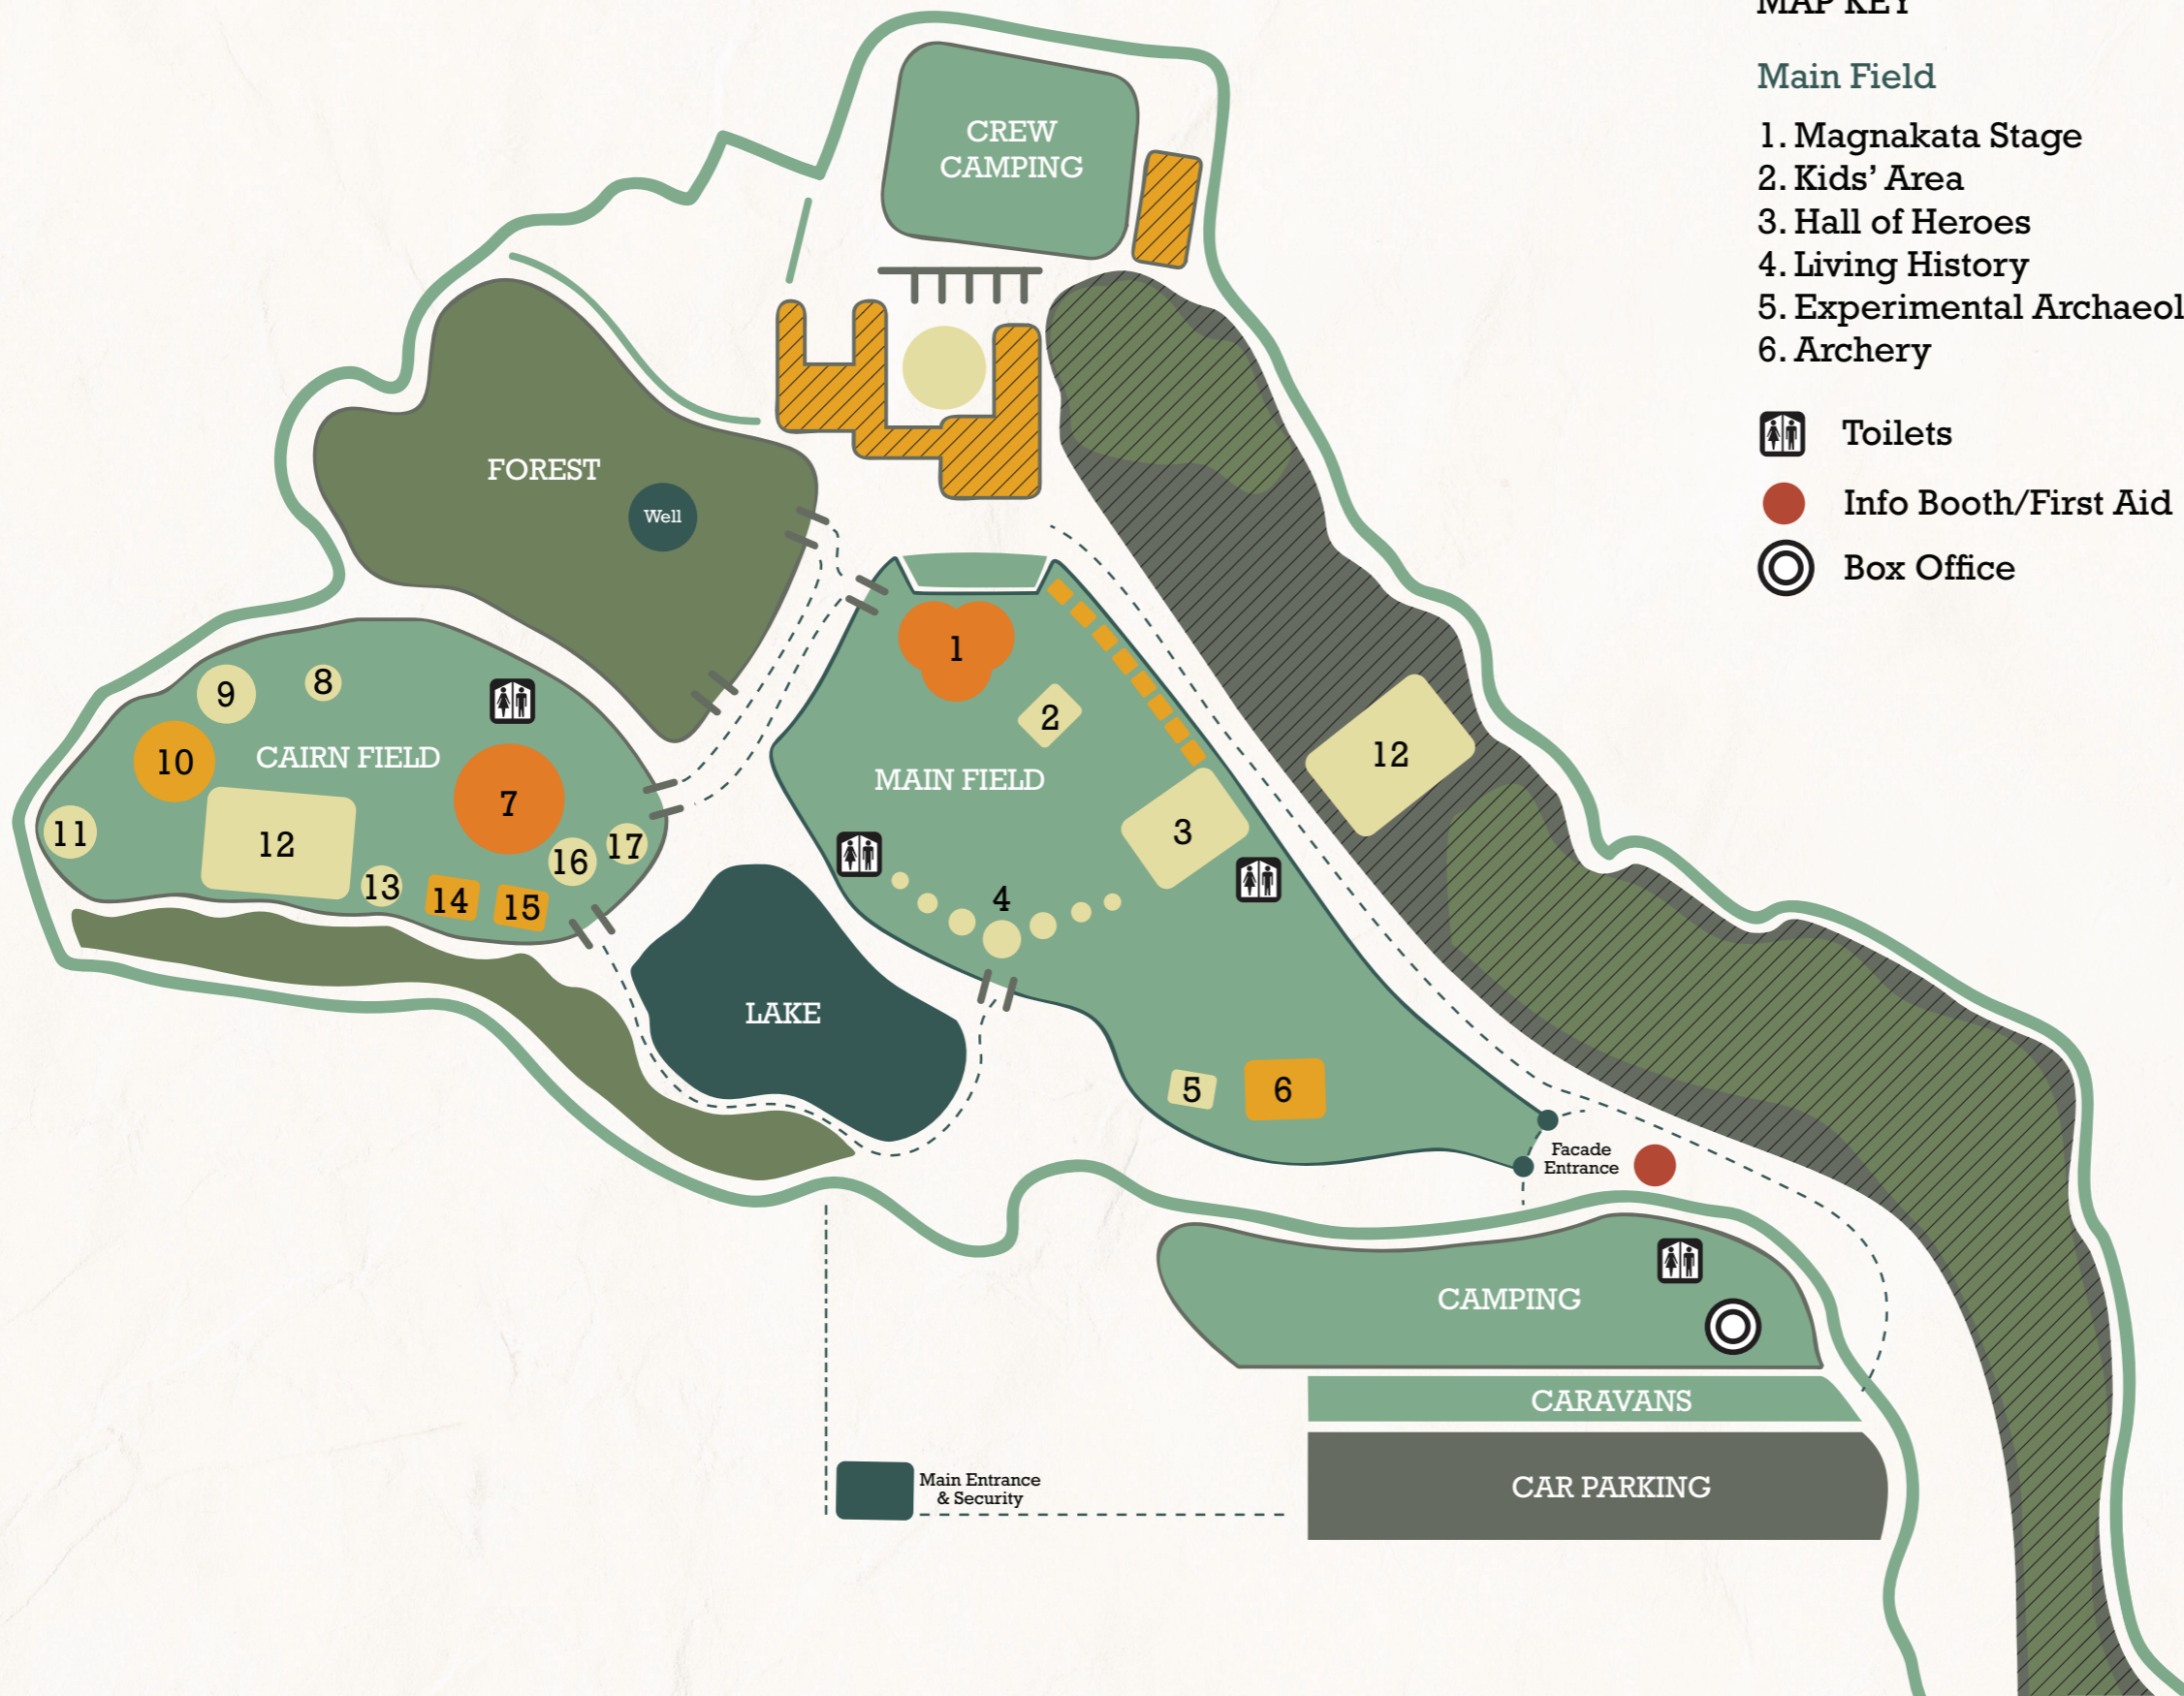 MAP KEY
Main Field
1. Magnakata Stage
2. Kids’ Area
3. Hall of Heroes
4. Living History
5. Experimental Archaeol
6. Archery
Toilets
Info Booth/First Aid
Box Office
CREW
CAMPING
FOREST
Well
1
2
MAIN FIELD
3
4
5
6
12
9
8
10
CAIRN FIELD
7
11
12
13
14
15
16
17
LAKE
Facade
Entrance
CAMPING
CARAVANS
CAR PARKING
Main Entrance
& Security